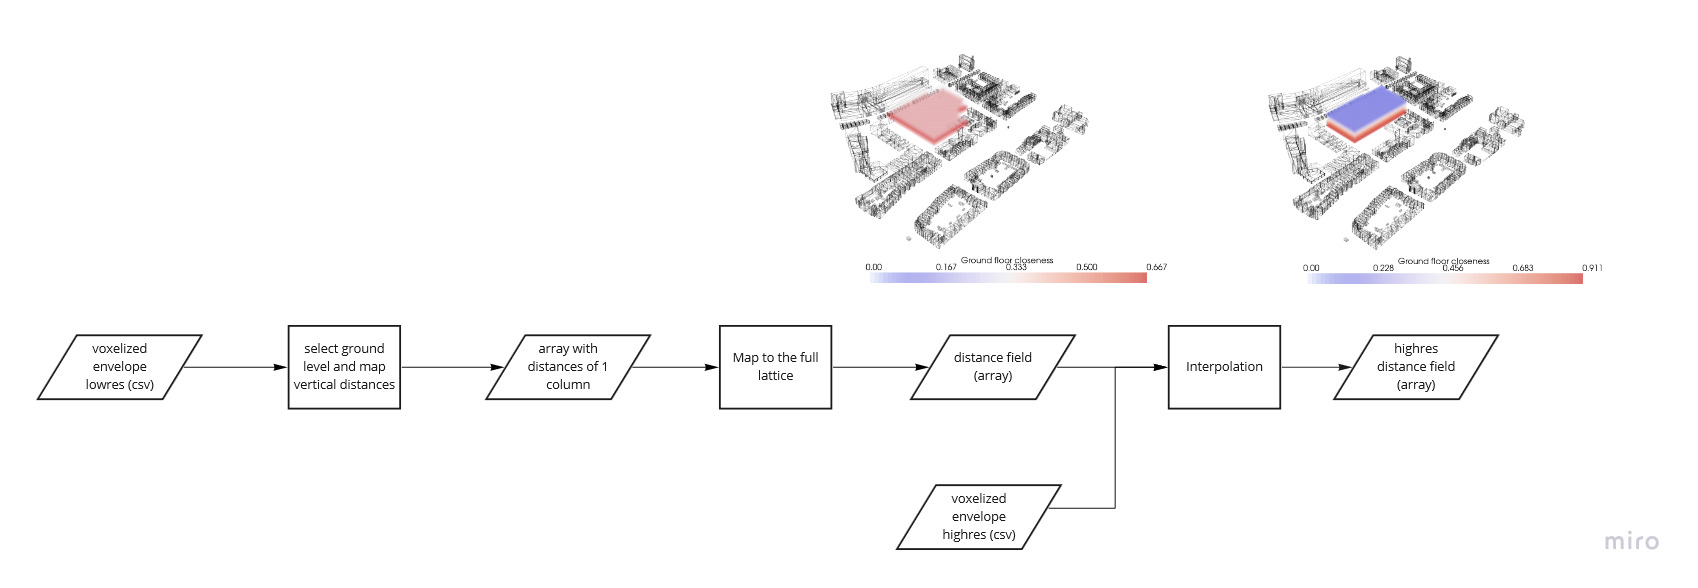 Ground floor closeness
0.00 0.167 0.333 0.500 0.667
Ground floor closeness
0.00 0.228 0.456 0.683 0.911
voxelized
envelope
lowres (csv)
select ground
level and map
vertical distances
array with
distances of 1
column
Map to the full
lattice
distance field
(array)
Interpolation
highres
distance field
(array)
voxelized
envelope
highres (csv)
miro